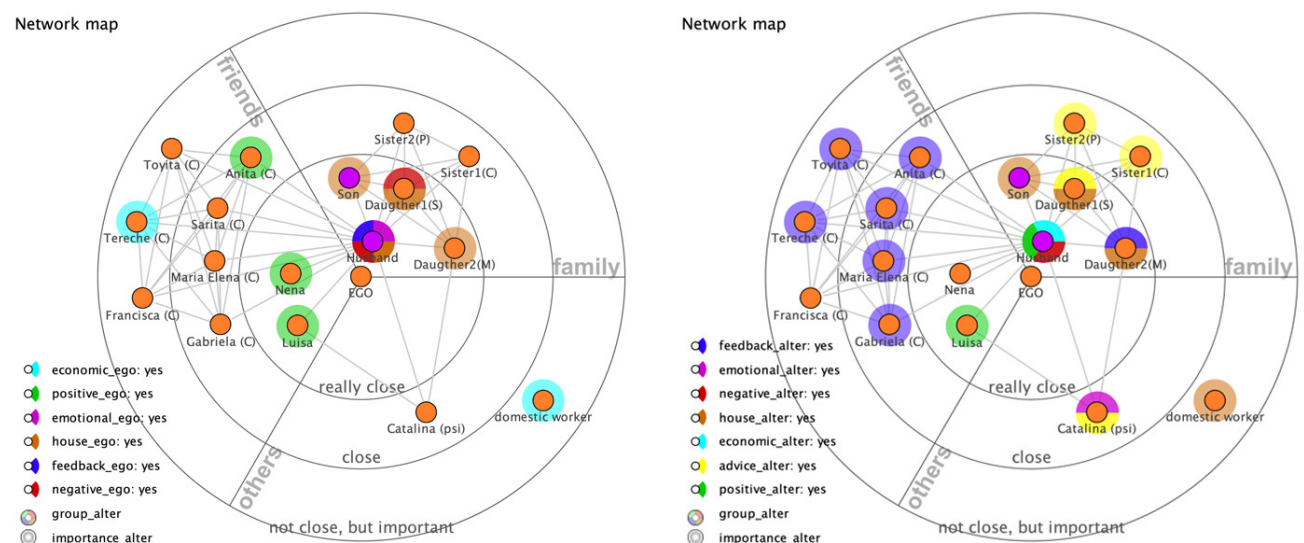 Network map
friends
Sister2(P)
Toyita (C)
Anita (C)
Sister1(C)
Son
Daugther1(S)
Sarita (C)
Tereche (C)
Husband
Daugther2(M)
family
Maria Elena (C)
Nena
EGO
Francisca (C)
Gabriela (C)
Luisa
really close
Catalina (psi)
domestic worker
close
others
not close, but important
economic_ego: yes
positive_ego: yes
emotional_ego: yes
house_ego: yes
feedback_ego: yes
negative_ego: yes
group_alter
importance_alter
Network map
friends
Sister2(P)
Toyita (C)
Anita (C)
Sister1(C)
Son
Daugther1(S)
Sarita (C)
Tereche (C)
Husband
Daugther2(M)
family
Maria Elena (C)
Nena
EGO
Francisca (C)
Gabriela (C)
Luisa
really close
Catalina (psi)
domestic worker
close
others
not close, but important
feedback_alter: yes
emotional_alter: yes
negative_alter: yes
house_alter: yes
economic_alter: yes
advice_alter: yes
positive_alter: yes
group_alter
importance_alter